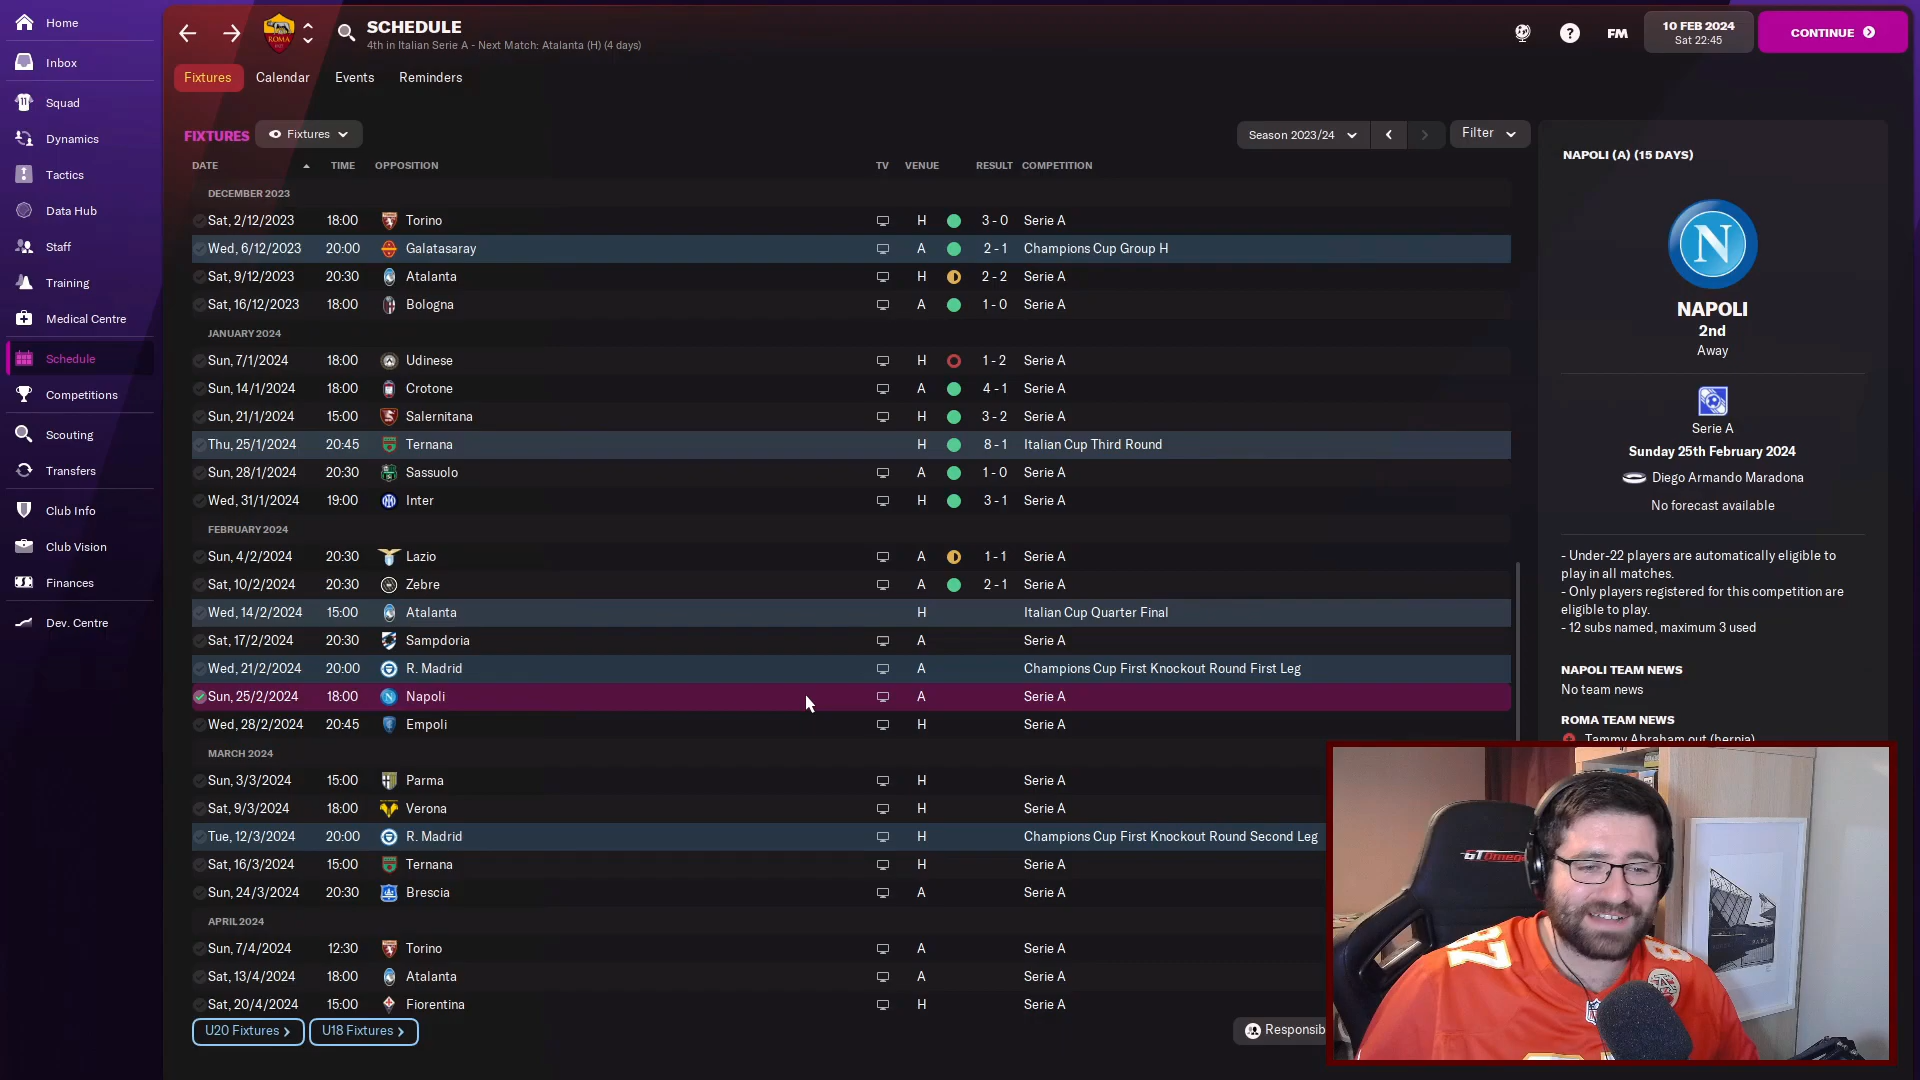 Home
Inbox
Squad
Dynamics
Tactics
Data Hub
Staff
Training
Medical Centre
Schedule
Competitions
Scouting
Transfers
Club Info
Club Vision
Finances
Dev. Centre
SCHEDULE
4th in Italian Serie A - Next Match: Atalanta (H) (4 days)
FM
10 FEB 2024
Sat 22:45
CONTINUE
Fixtures Calendar Events Reminders
FIXTURES Fixtures Season 2023/24 Filter
DATE TIME OPPOSITION TV VENUE RESULT COMPETITION
DECEMBER 2023
Sat, 2/12/2023 18:00 Torino H 3 - 0 Serie A
Wed, 6/12/2023 20:00 Galatasaray A 2 - 1 Champions Cup Group H
Sat, 9/12/2023 20:30 Atalanta H 2 - 2 Serie A
Sat, 16/12/2023 18:00 Bologna A 1 - 0 Serie A
JANUARY 2024
Sun, 7/1/2024 18:00 Udinese H 1 - 2 Serie A
Sun, 14/1/2024 18:00 Crotone A 4 - 1 Serie A
Sun, 21/1/2024 15:00 Salernitana H 3 - 2 Serie A
Thu, 25/1/2024 20:45 Ternana H 8 - 1 Italian Cup Third Round
Sun, 28/1/2024 20:30 Sassuolo A 1 - 0 Serie A
Wed, 31/1/2024 19:00 Inter H 3 - 1 Serie A
FEBRUARY 2024
Sun, 4/2/2024 20:30 Lazio A 1 - 1 Serie A
Sat, 10/2/2024 20:30 Zebre A 2 - 1 Serie A
Wed, 14/2/2024 15:00 Atalanta H Italian Cup Quarter Final
Sat, 17/2/2024 20:30 Sampdoria A Serie A
Wed, 21/2/2024 20:00 R. Madrid A Champions Cup First Knockout Round First Leg
Sun, 25/2/2024 18:00 Napoli A Serie A
Wed, 28/2/2024 20:45 Empoli H Serie A
MARCH 2024
Sun, 3/3/2024 15:00 Parma H Serie A
Sat, 9/3/2024 18:00 Verona H Serie A
Tue, 12/3/2024 20:00 R. Madrid H Champions Cup First Knockout Round Second Leg
Sat, 16/3/2024 15:00 Ternana H Serie A
Sun, 24/3/2024 20:30 Brescia A Serie A
APRIL 2024
Sun, 7/4/2024 12:30 Torino A Serie A
Sat, 13/4/2024 18:00 Atalanta A Serie A
Sat, 20/4/2024 15:00 Fiorentina H Serie A
U20 Fixtures U18 Fixtures Responsib
NAPOLI (A) (15 DAYS)
N
NAPOLI
2nd
Away
Serie A
Sunday 25th February 2024
Diego Armando Maradona
No forecast available
- Under-22 players are automatically eligible to
play in all matches.
- Only players registered for this competition are
eligible to play.
- 12 subs named, maximum 3 used
NAPOLI TEAM NEWS
No team news
ROMA TEAM NEWS
Tammy Abraham out (hernia)
GT Omega
87
NFL